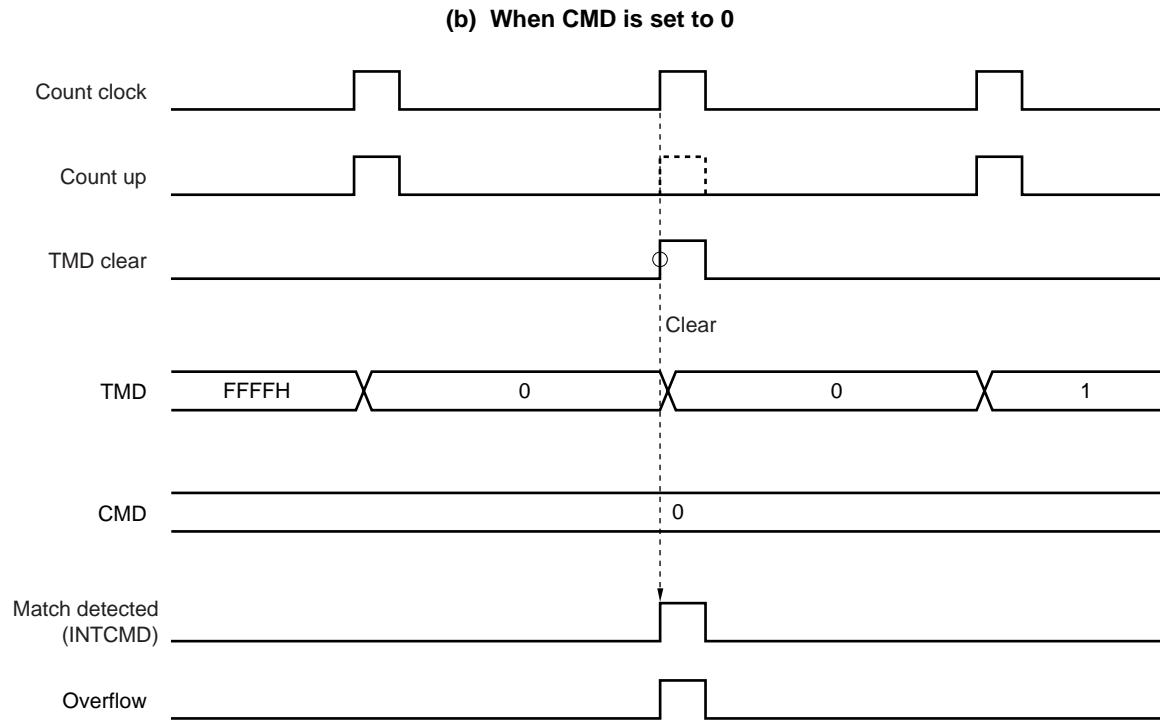 (b) When CMD is set to 0
Count clock
Count up
TMD clear
Clear
TMD
FFFFH
0
0
1
CMD
0
Match detected
(INTCMD)
Overflow